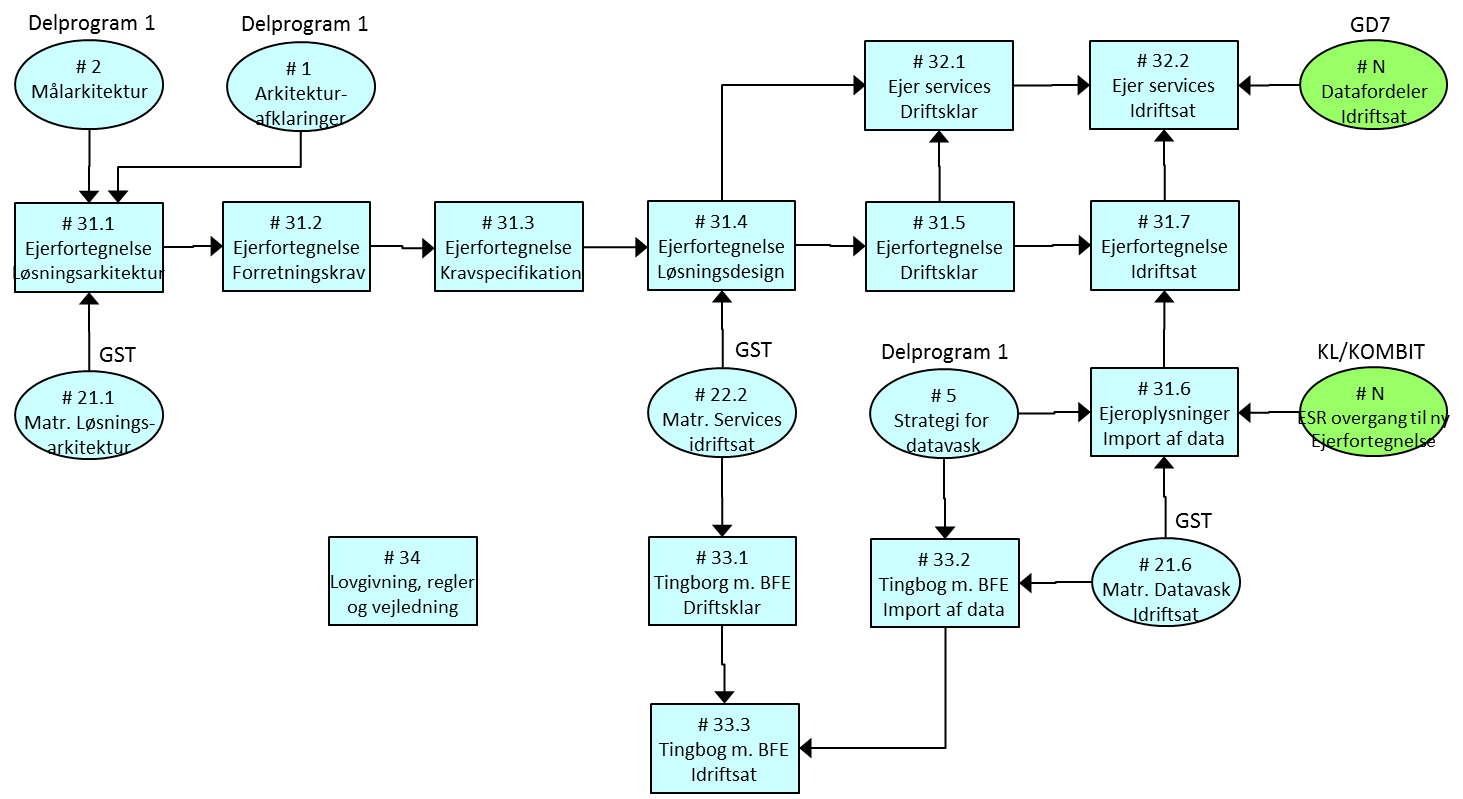 Delprogram 1
# 2
Målarkitektur
Delprogram 1
# 1
Arkitektur-
afklaringer
# 32.1
Ejer services
Driftsklar
# 32.2
Ejer services
Idriftsat
GD7
# N
Datafordeler
Idriftsat
# 31.1
Ejerfortegnelse
Løsningsarkitektur
# 31.2
Ejerfortegnelse
Forretningskrav
# 31.3
Ejerfortegnelse
Kravspecifikation
# 31.4
Ejerfortegnelse
Løsningsdesign
# 31.5
Ejerfortegnelse
Driftsklar
# 31.7
Ejerfortegnelse
Idriftsat
GST
# 21.1
Matr. Løsnings-
arkitektur
GST
# 22.2
Matr. Services
idriftsat
Delprogram 1
# 5
Strategi for
datavask
# 31.6
Ejeroplysninger
Import af data
KL/KOMBIT
# N
ESR overgang til ny
Ejerfortegnelse
# 34
Lovgivning, regler
og vejledning
# 33.1
Tingborg m. BFE
Driftsklar
# 33.2
Tingbog m. BFE
Import af data
GST
# 21.6
Matr. Datavask
Idriftsat
# 33.3
Tingbog m. BFE
Idriftsat